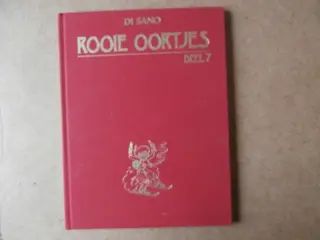 DI SANO
ROOIE OORTJES
DEEL 7